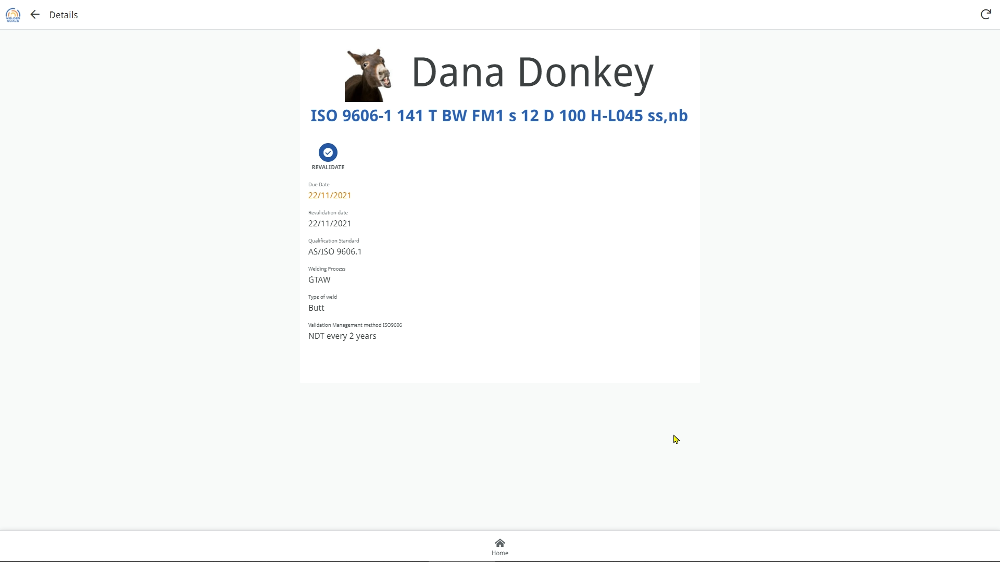 WELDER
QUALS
Details
Dana Donkey
ISO 9606-1 141 T BW FM1 s 12 D 100 H-L045 ss,nb
REVALIDATE
Due Date
22/11/2021
Revalidation date
22/11/2021
Qualification Standard
AS/ISO 9606.1
Welding Process
GTAW
Type of weld
Butt
Validation Management method ISO9606
NDT every 2 years
Home